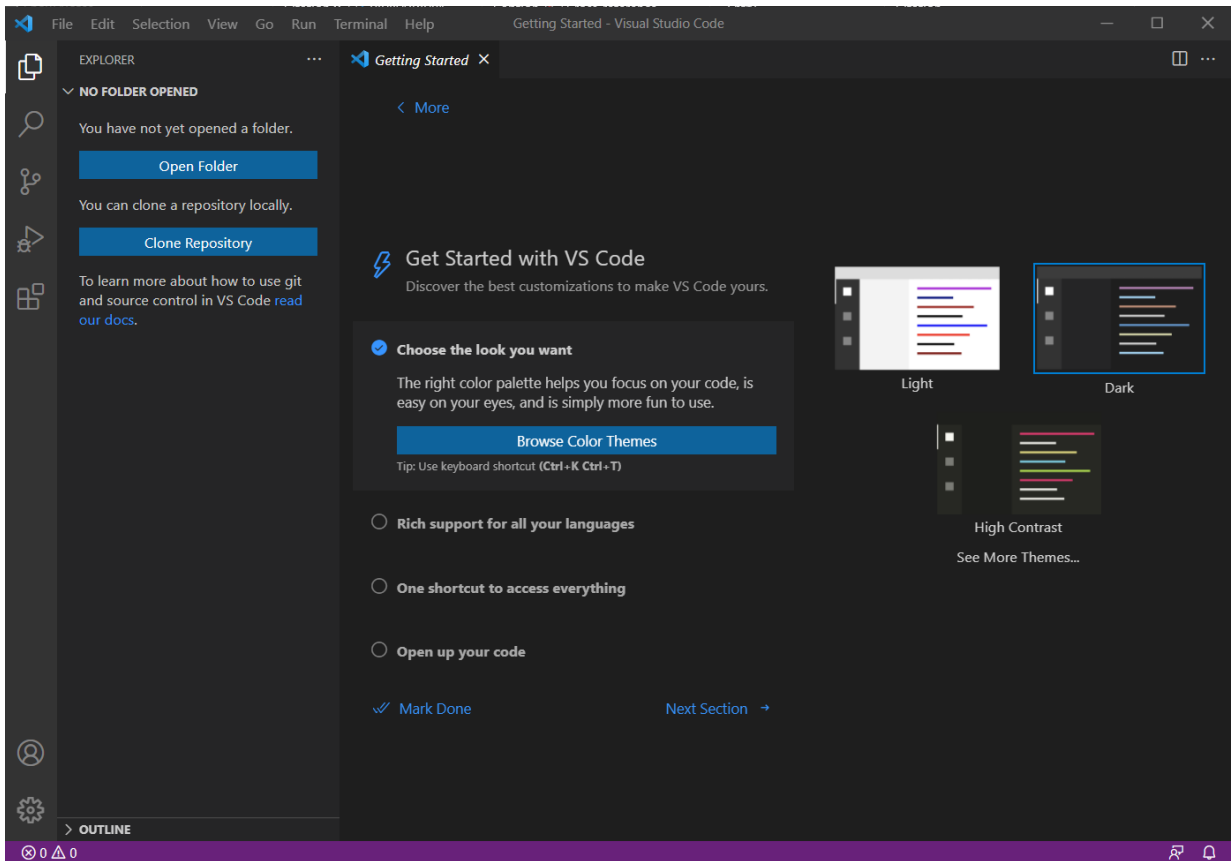 File Edit Selection View Go Run Terminal Help
Getting Started - Visual Studio Code
EXPLORER
NO FOLDER OPENED
You have not yet opened a folder.
Open Folder
You can clone a repository locally.
Clone Repository
To learn more about how to use git
and source control in VS Code read
our docs.
OUTLINE
Getting Started
More
Get Started with VS Code
Discover the best customizations to make VS Code yours.
Choose the look you want
The right color palette helps you focus on your code, is
easy on your eyes, and is simply more fun to use.
Browse Color Themes
Tip: Use keyboard shortcut (Ctrl+K Ctrl+T)
Rich support for all your languages
One shortcut to access everything
Open up your code
Mark Done
Next Section
Light
Dark
High Contrast
See More Themes...
0 0